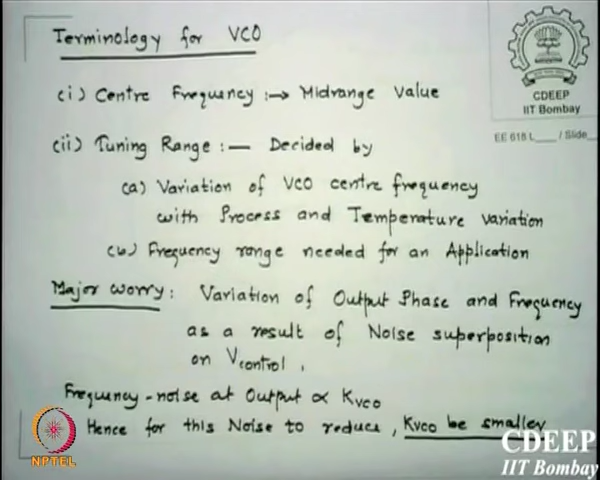 Terminology for VCO
CDEEP
IIT Bombay
EE 618 L___ / Slide___
(i) Centre Frequency :→ Midrange Value
(ii) Tuning Range :— Decided by
(a) Variation of VCO centre frequency
with Process and Temperature variation
(b) Frequency range needed for an Application
Major worry : Variation of Output Phase and Frequency
as a result of Noise superposition
on Vcontrol.
Frequency-noise at Output ∝ KVCO
Hence for this Noise to reduce, KVCO be smaller
NPTEL
CDEEP
IIT Bombay